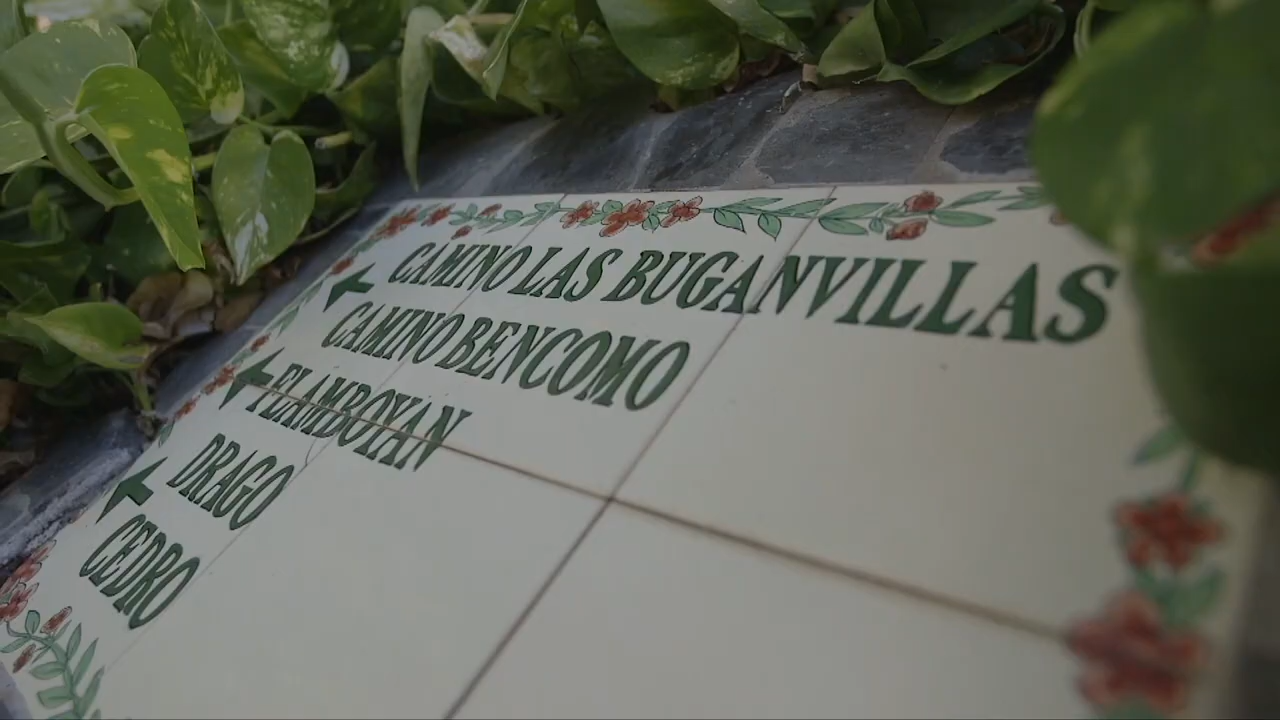 CAMINO LAS BUGANVILLAS
CAMINO BENCOMO
FLAMBOYAN
DRAGO
CEDRO